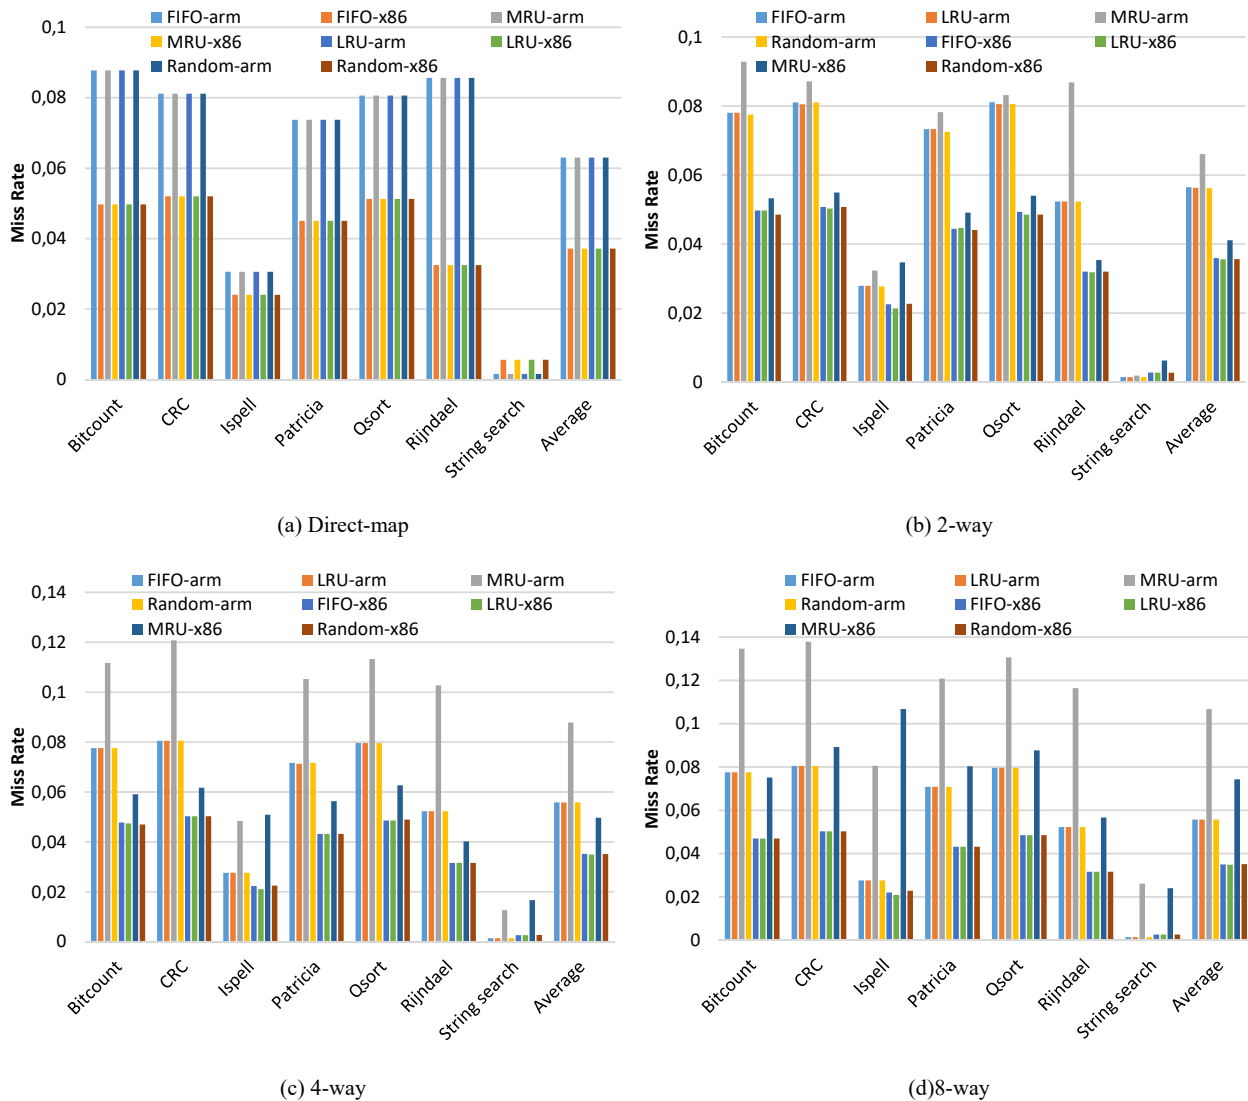 FIFO-arm FIFO-x86 MRU-arm
MRU-x86 LRU-arm LRU-x86
Random-arm Random-x86
0,1
0,08
0,06
0,04
0,02
0
Miss Rate
Bitcount
CRC
Ispell
Patricia
Qsort
Rijndael
String search
Average
(a) Direct-map
FIFO-arm LRU-arm MRU-arm
Random-arm FIFO-x86 LRU-x86
MRU-x86 Random-x86
0,1
0,08
0,06
0,04
0,02
0
Miss Rate
Bitcount
CRC
Ispell
Patricia
Qsort
Rijndael
String search
Average
(b) 2-way
FIFO-arm LRU-arm MRU-arm
Random-arm FIFO-x86 LRU-x86
MRU-x86 Random-x86
0,14
0,12
0,1
0,08
0,06
0,04
0,02
0
Miss Rate
Bitcount
CRC
Ispell
Patricia
Qsort
Rijndael
String search
Average
(c) 4-way
FIFO-arm LRU-arm MRU-arm
Random-arm FIFO-x86 LRU-x86
MRU-x86 Random-x86
0,14
0,12
0,1
0,08
0,06
0,04
0,02
0
Miss Rate
Bitcount
CRC
Ispell
Patricia
Qsort
Rijndael
String search
Average
(d)8-way